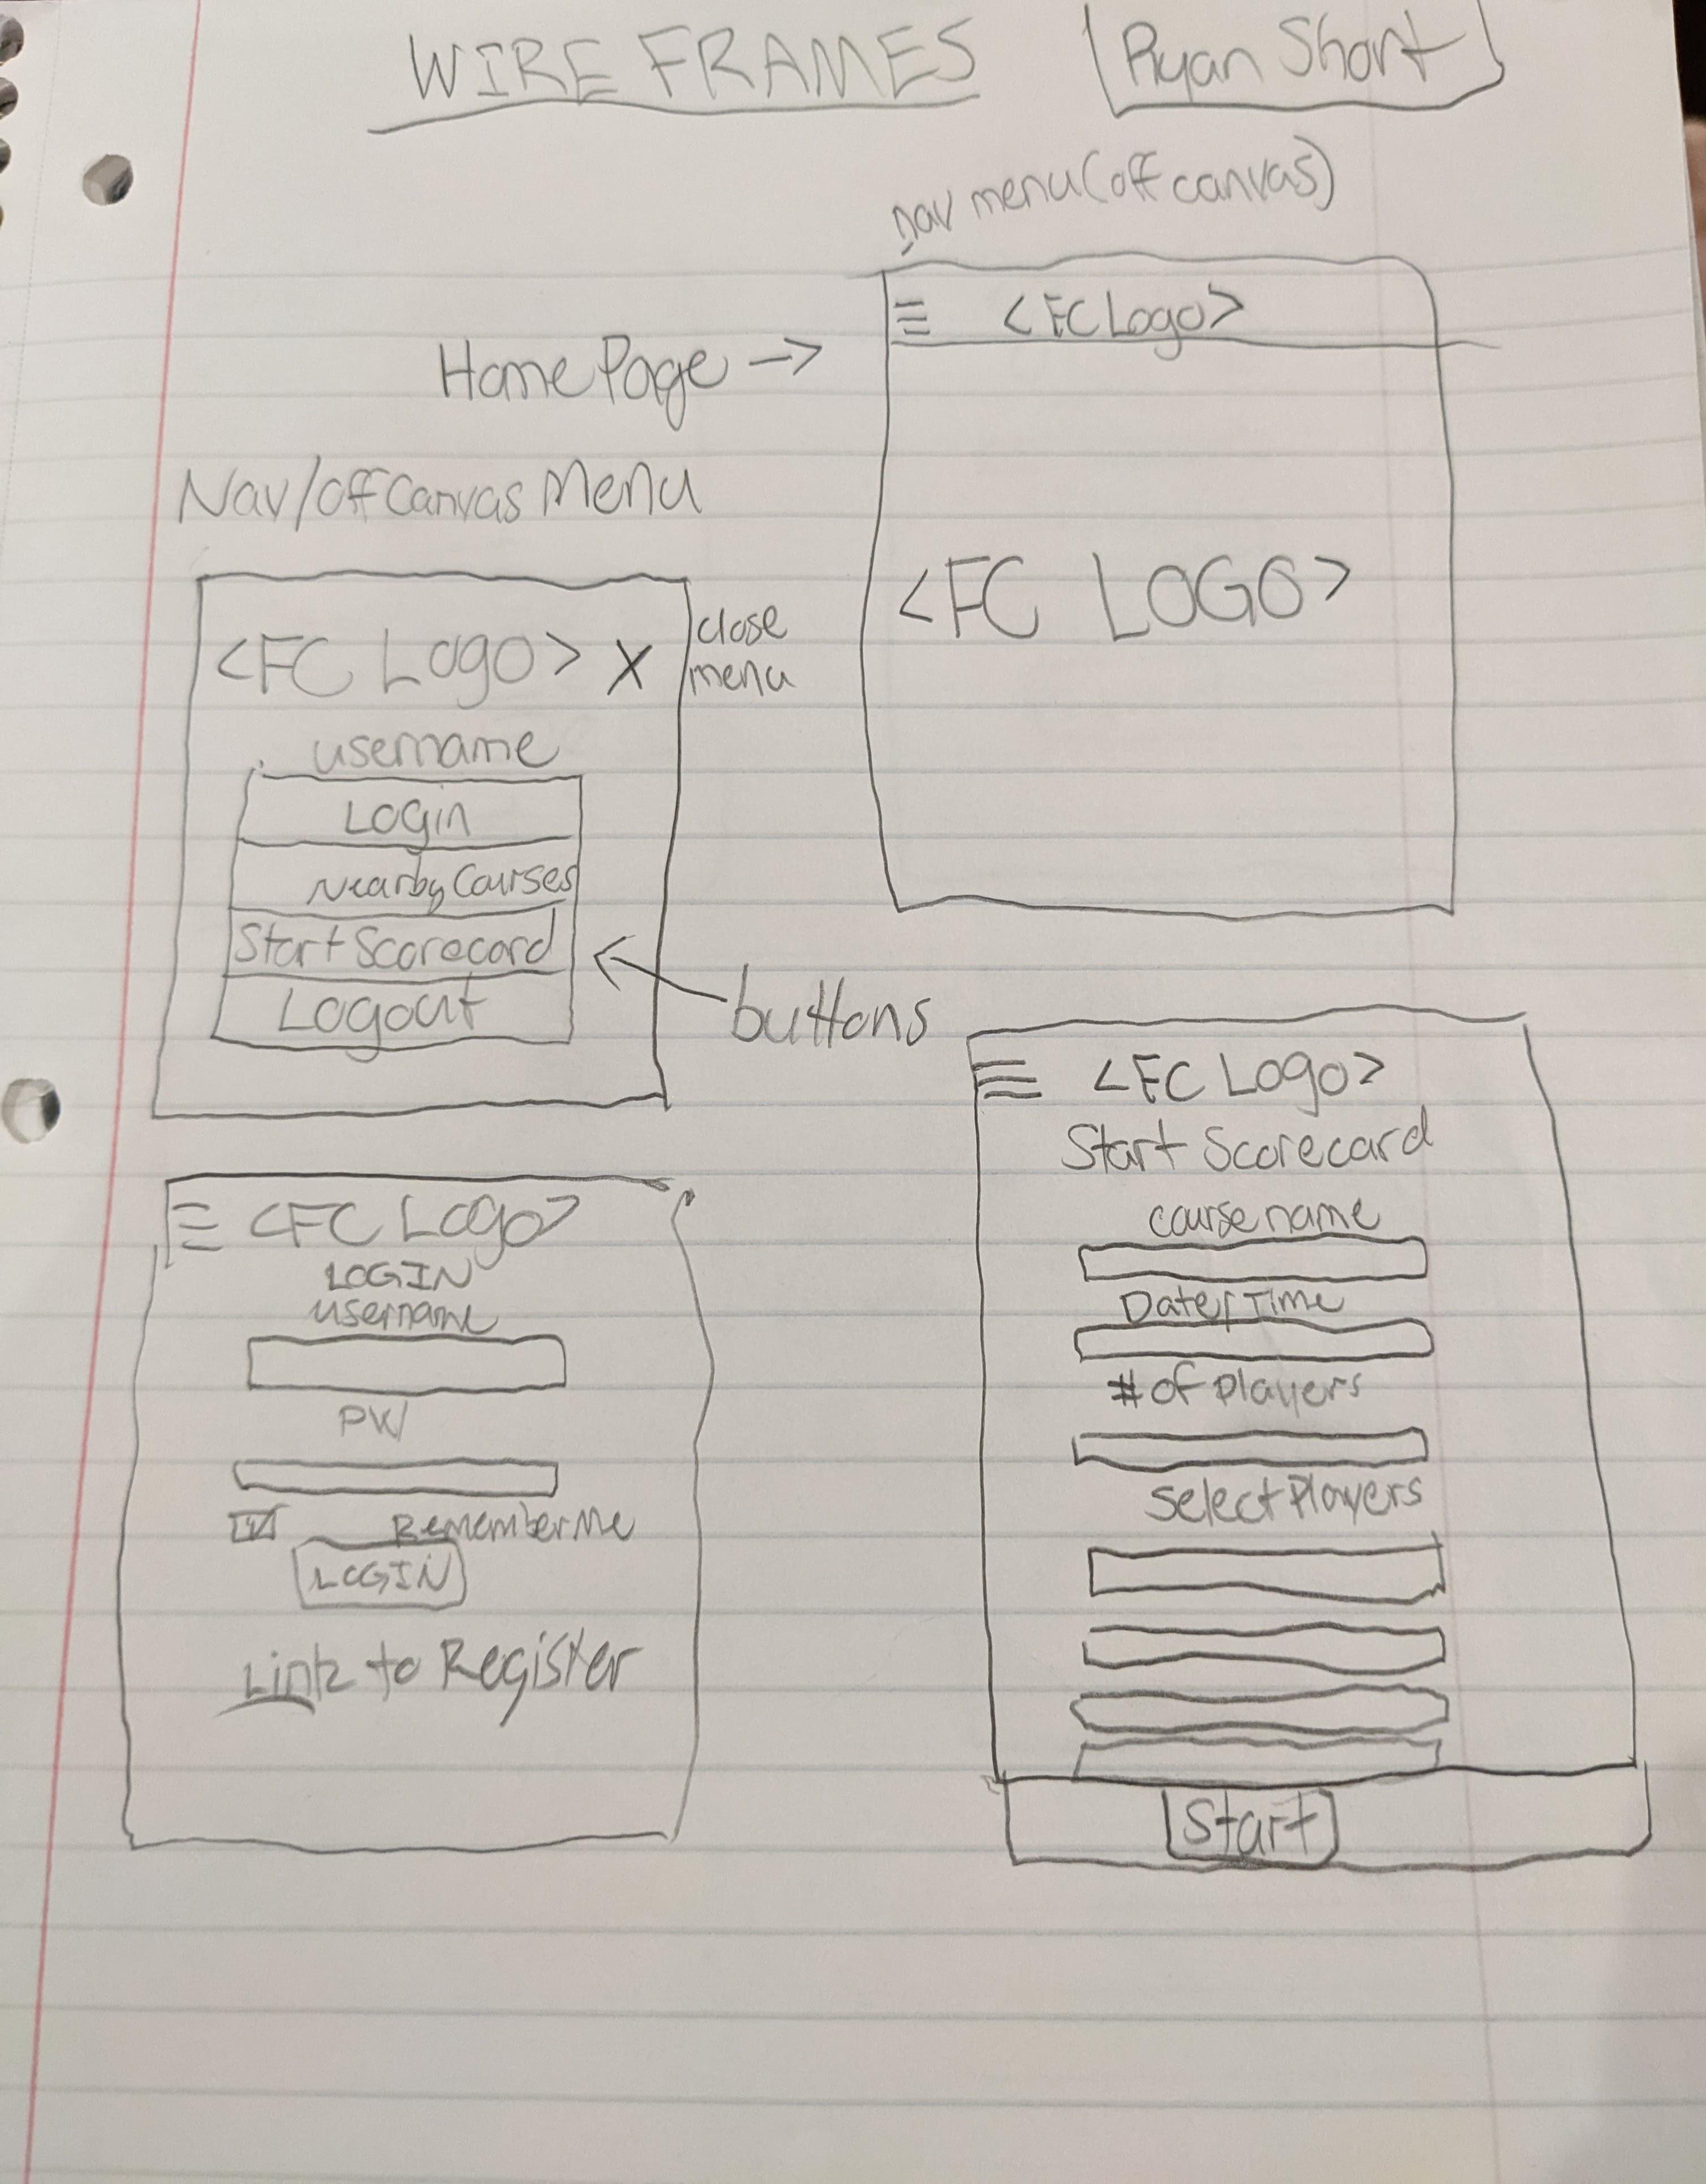 WIRE FRAMES
Ryan Short
nav menu (off canvas)
<FC Logo>
Home Page ->
<FC LOGO>
Nav/Off Canvas Menu
<FC Logo> X
close
menu
username
Login
Nearby Courses
Start Scorecard
Logout
buttons
<FC Logo>
LOGIN
username
PW
Remember Me
LOGIN
Link to Register
<FC Logo>
Start Scorecard
course name
Date/Time
# of Players
Select Players
Start